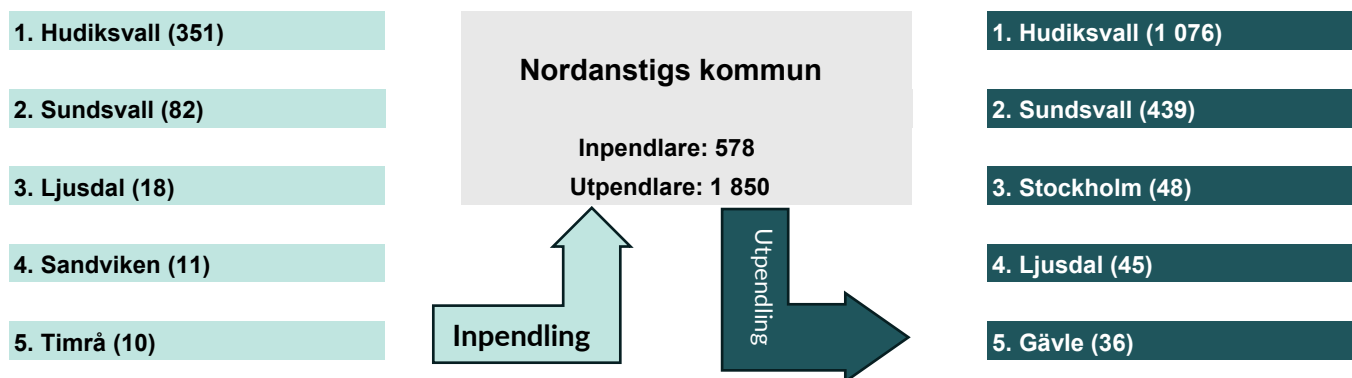 1. Hudiksvall (351)
2. Sundsvall (82)
3. Ljusdal (18)
4. Sandviken (11)
5. Timrå (10)
Nordanstigs kommun
Inpendlare: 578
Utpendlare: 1 850
Inpendling
Utpendling
1. Hudiksvall (1 076)
2. Sundsvall (439)
3. Stockholm (48)
4. Ljusdal (45)
5. Gävle (36)